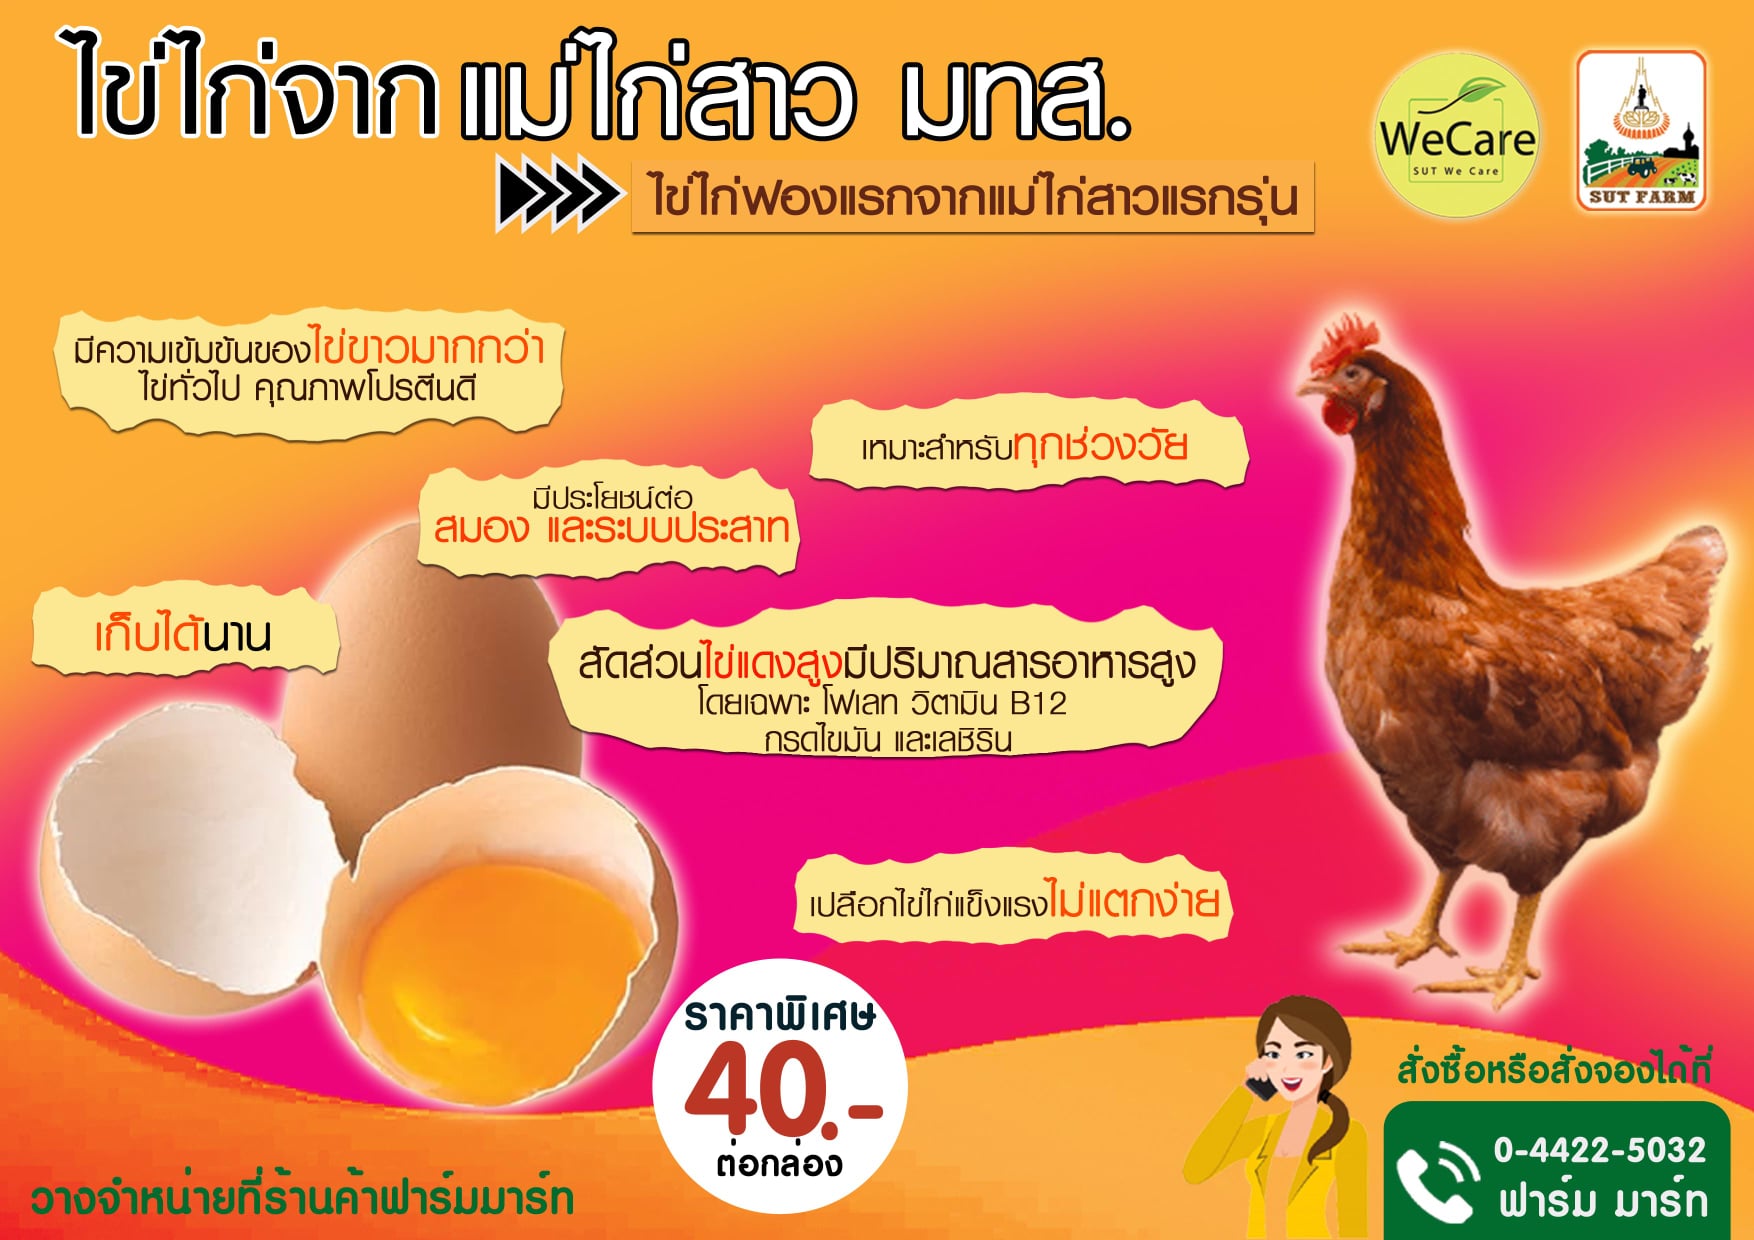 ไข่ไก่จาก แม่ไก่สาว มทส.
ไข่ไก่ฟองแรกจากแม่ไก่สาวแรกรุ่น
WeCare
SUT We Care
SUT FARM
มีความเข้มข้นของไข่ขาวมากกว่า
ไข่ทั่วไป คุณภาพโปรตีนดี
เหมาะสำหรับทุกช่วงวัย
มีประโยชน์ต่อ
สมอง และระบบประสาท
เก็บได้นาน
สัดส่วนไข่แดงสูงมีปริมาณสารอาหารสูง
โดยเฉพาะ โฟเลท วิตามิน B12
กรดไขมัน และเลซิธิน
เปลือกไข่ไก่แข็งแรงไม่แตกง่าย
ราคาพิเศษ
40.-
ต่อกล่อง
สั่งซื้อหรือสั่งจองได้ที่
0-4422-5032
ฟาร์ม มาร์ท
วางจำหน่ายที่ร้านค้าฟาร์มมาร์ท